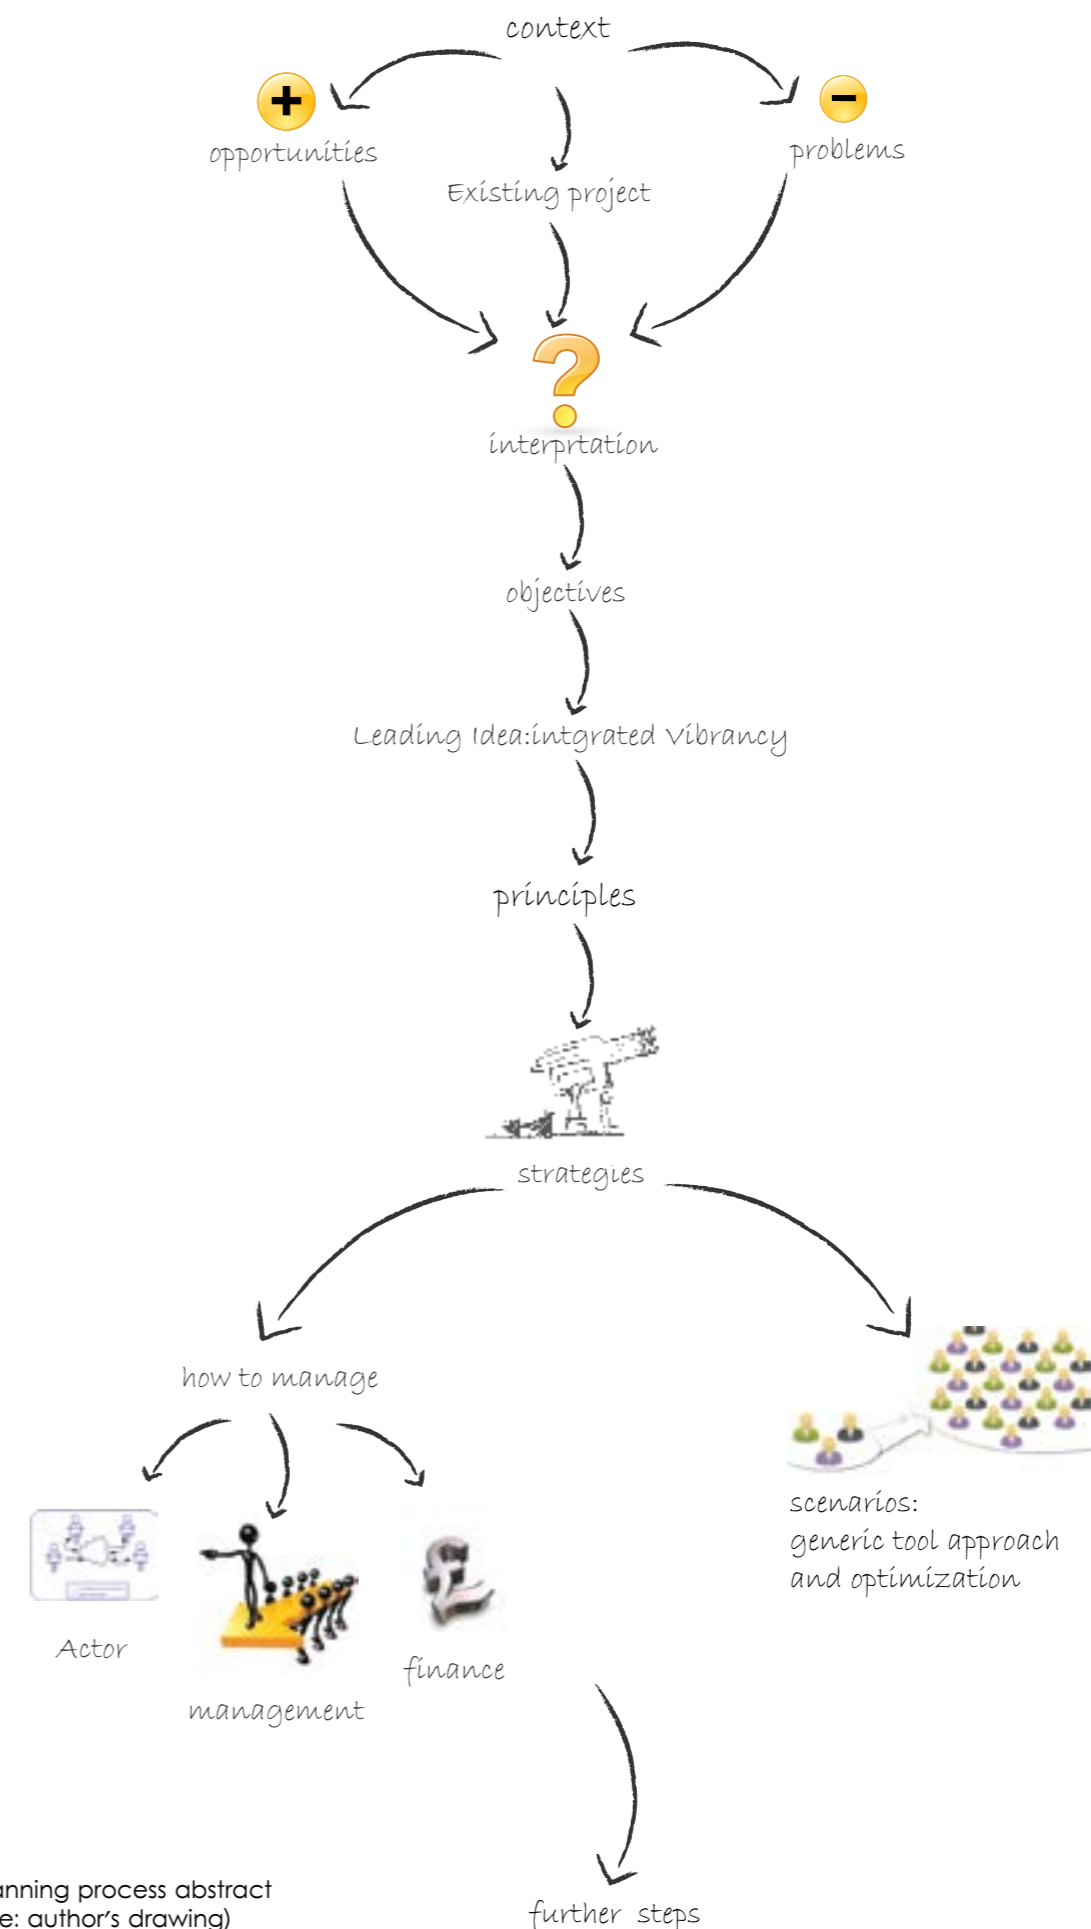 context
opportunities
problems
Existing project
interprtation
objectives
Leading Idea:intgrated Vibrancy
principles
strategies
how to manage
scenarios:
generic tool approach
and optimization
Actor
finance
management
process abstract
author's drawing)
further steps